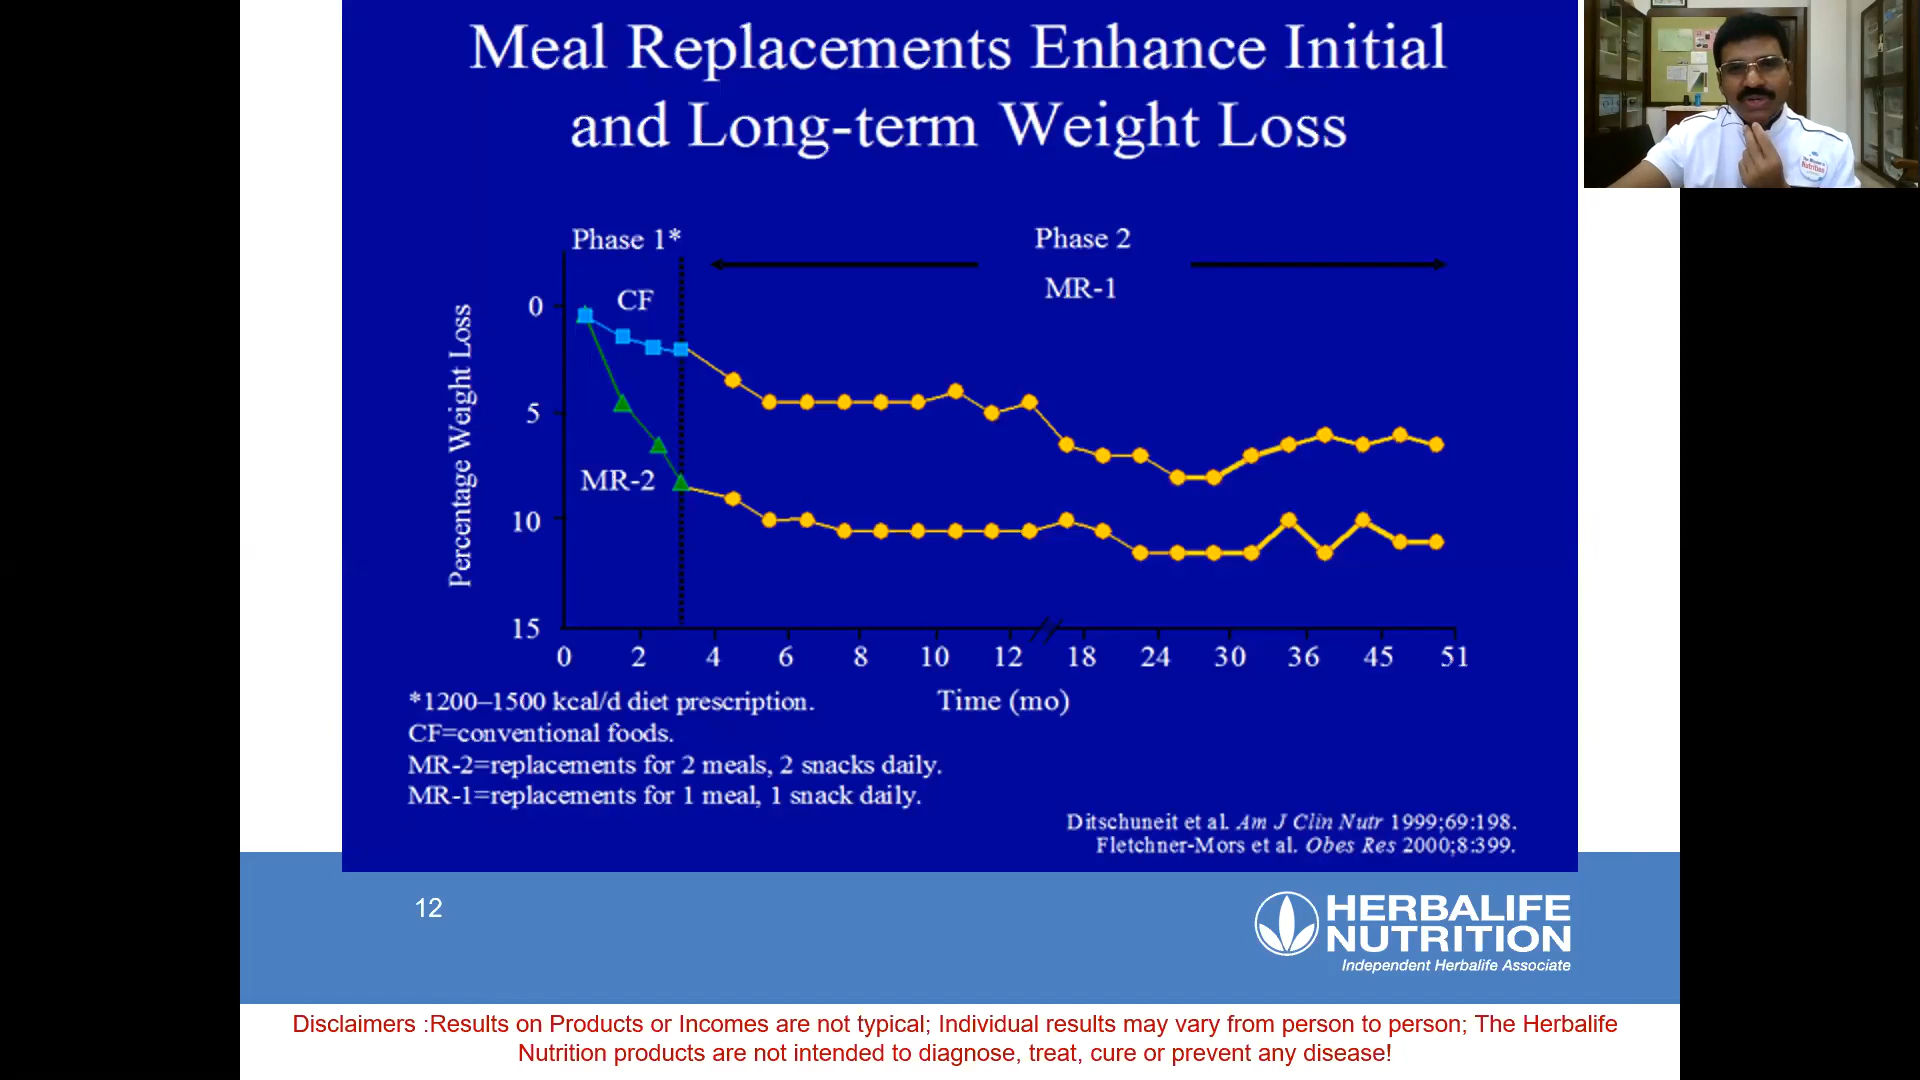 Meal Replacements Enhance Initial
and Long-term Weight Loss
Phase 1*
Phase 2
MR-1
CF
MR-2
Percentage Weight Loss
0
5
10
15
0 2 4 6 8 10 12 18 24 30 36 45 51
Time (mo)
*1200–1500 kcal/d diet prescription.
CF=conventional foods.
MR-2=replacements for 2 meals, 2 snacks daily.
MR-1=replacements for 1 meal, 1 snack daily.
Ditschuneit et al. Am J Clin Nutr 1999;69:198.
Fletchner-Mors et al. Obes Res 2000;8:399.
12
HERBALIFE
NUTRITION
Independent Herbalife Associate
Disclaimers :Results on Products or Incomes are not typical; Individual results may vary from person to person; The Herbalife
Nutrition products are not intended to diagnose, treat, cure or prevent any disease!
Nutrition